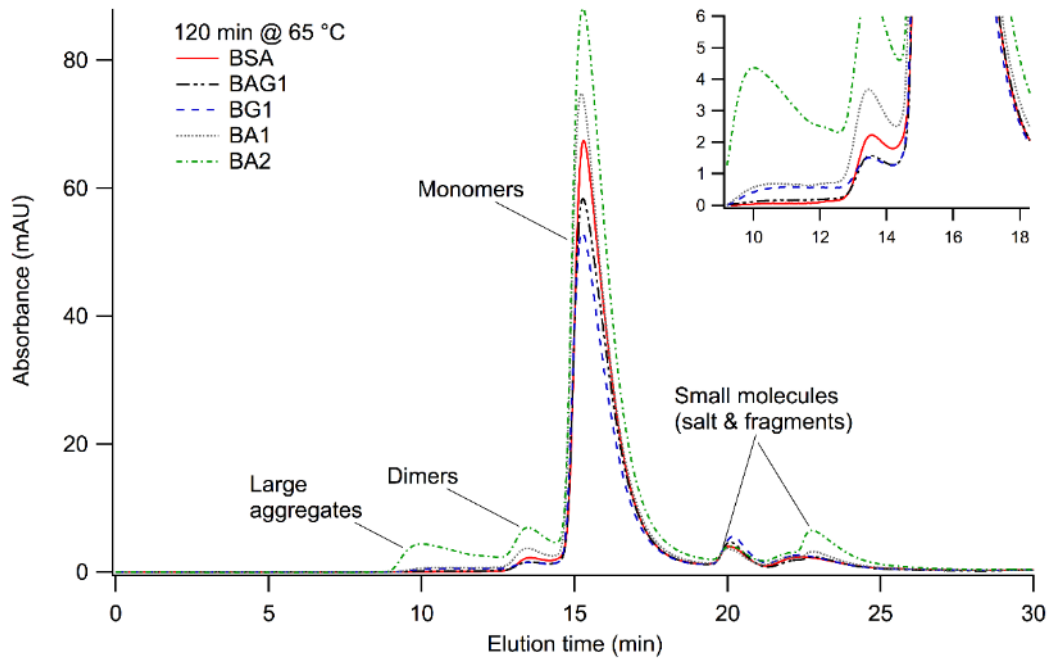 120 min @ 65 °C
BSA
BAG1
BG1
BA1
BA2
Monomers
Dimers
Large
aggregates
Small molecules
(salt & fragments)
Absorbance (mAU)
80
60
40
20
0
0
5
10
15
20
25
30
Elution time (min)
6
5
4
3
2
1
0
10
12
14
16
18